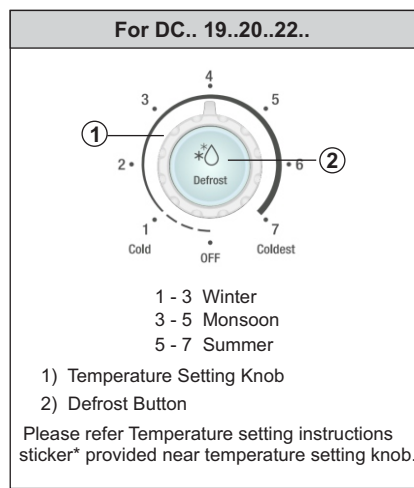 For DC.. 19..20..22..
4
3
5
1
2
2
6
Defrost
1
7
Cold
OFF
Coldest
1 - 3 Winter
3 - 5 Monsoon
5 - 7 Summer
1) Temperature Setting Knob
2) Defrost Button
Please refer Temperature setting instructions
sticker* provided near temperature setting knob.